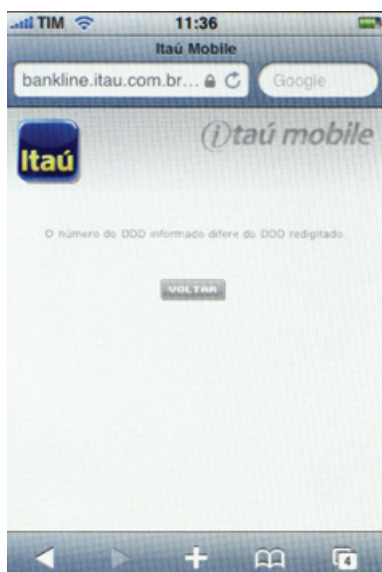 TIM 11:36
Itaú Mobile
bankline.itau.com.br... Google
Itaú
itaú mobile
O número do DDD informado difere do DDD redigitado.
VOLTAR
4